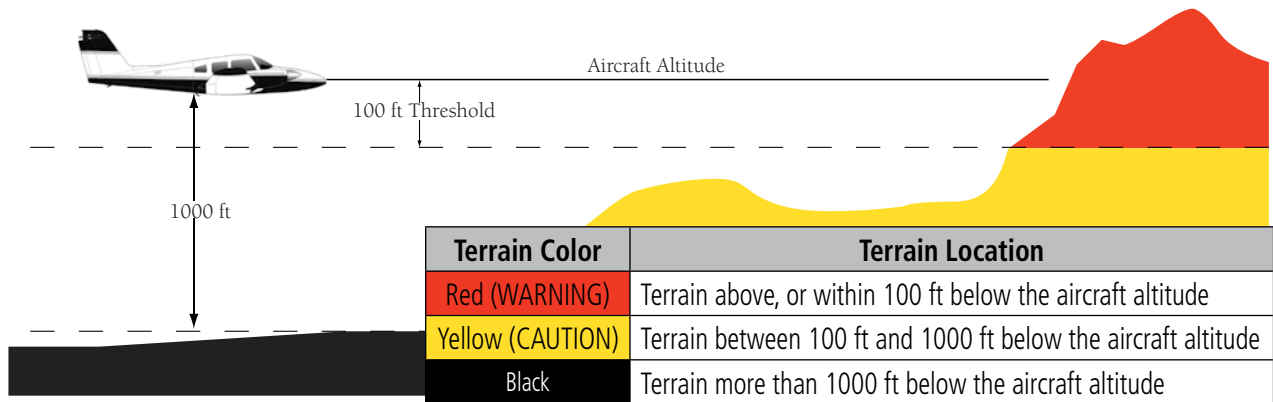 Aircraft Altitude
100 ft Threshold
1000 ft
Terrain Color Terrain Location
Red (WARNING) Terrain above, or within 100 ft below the aircraft altitude
Yellow (CAUTION) Terrain between 100 ft and 1000 ft below the aircraft altitude
Black Terrain more than 1000 ft below the aircraft altitude